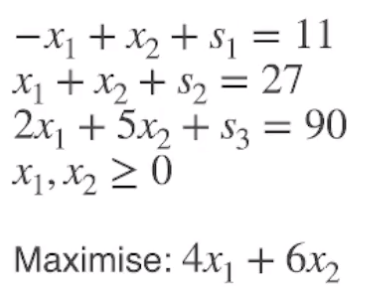 −x₁ + x₂ + s₁ = 11
x₁ + x₂ + s₂ = 27
2x₁ + 5x₂ + s₃ = 90
x₁, x₂ ≥ 0
Maximise: 4x₁ + 6x₂